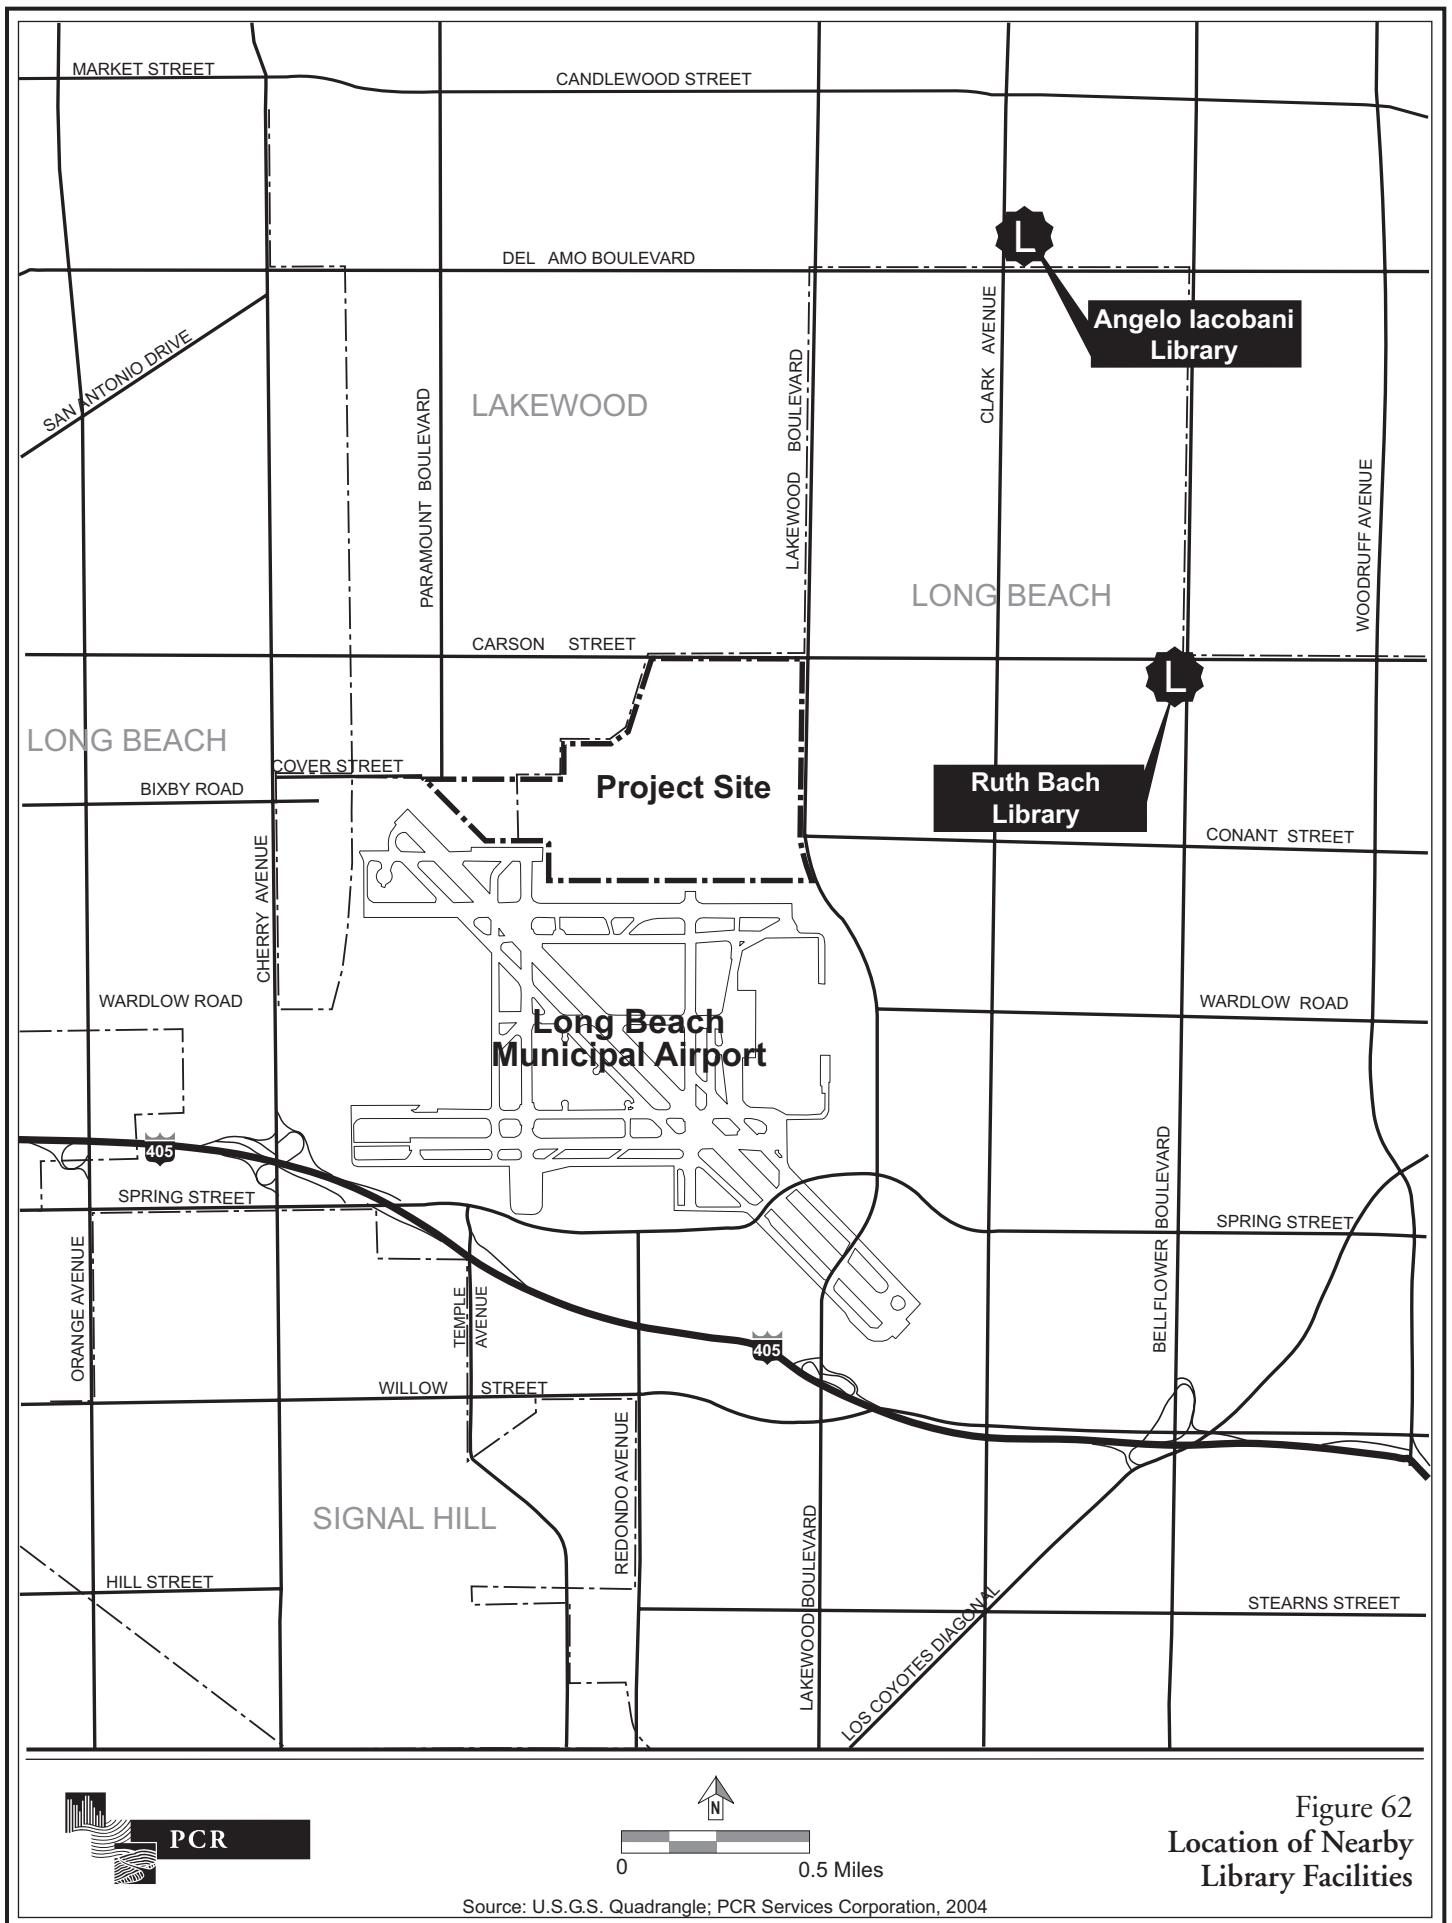 MARKET STREET
CANDLEWOOD STREET
L
DEL AMO BOULEVARD
CLARK AVENUE
Angelo Iacobani
Library
SAN ANTONIO DRIVE
LAKEWOOD
PARAMOUNT BOULEVARD
LAKEWOOD BOULEVARD
WOODRUFF AVENUE
LONG BEACH
CARSON STREET
L
LONG BEACH
COVER STREET
BIXBY ROAD
Project Site
Ruth Bach
Library
CONANT STREET
CHERRY AVENUE
WARDLOW ROAD
WARDLOW ROAD
Long Beach
Municipal Airport
405
SPRING STREET
BELLFLOWER BOULEVARD
SPRING STREET
ORANGE AVENUE
TEMPLE
AVENUE
405
WILLOW STREET
REDONDO AVENUE
SIGNAL HILL
LAKEWOOD BOULEVARD
HILL STREET
STEARNS STREET
LOS COYOTES DIAGONAL
PCR
N
0 0.5 Miles
Figure 62
Location of Nearby
Library Facilities
Source: U.S.G.S. Quadrangle; PCR Services Corporation, 2004